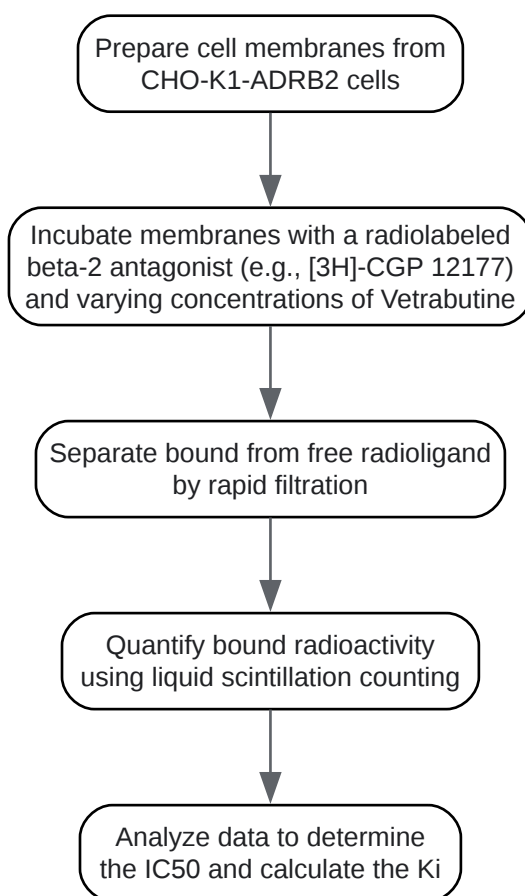 Prepare cell membranes from
CHO-K1-ADRB2 cells
Incubate membranes with a radiolabeled
beta-2 antagonist (e.g., [3H]-CGP 12177)
and varying concentrations of Vetrabutine
Separate bound from free radioligand
by rapid filtration
Quantify bound radioactivity
using liquid scintillation counting
Analyze data to determine
the IC50 and calculate the Ki